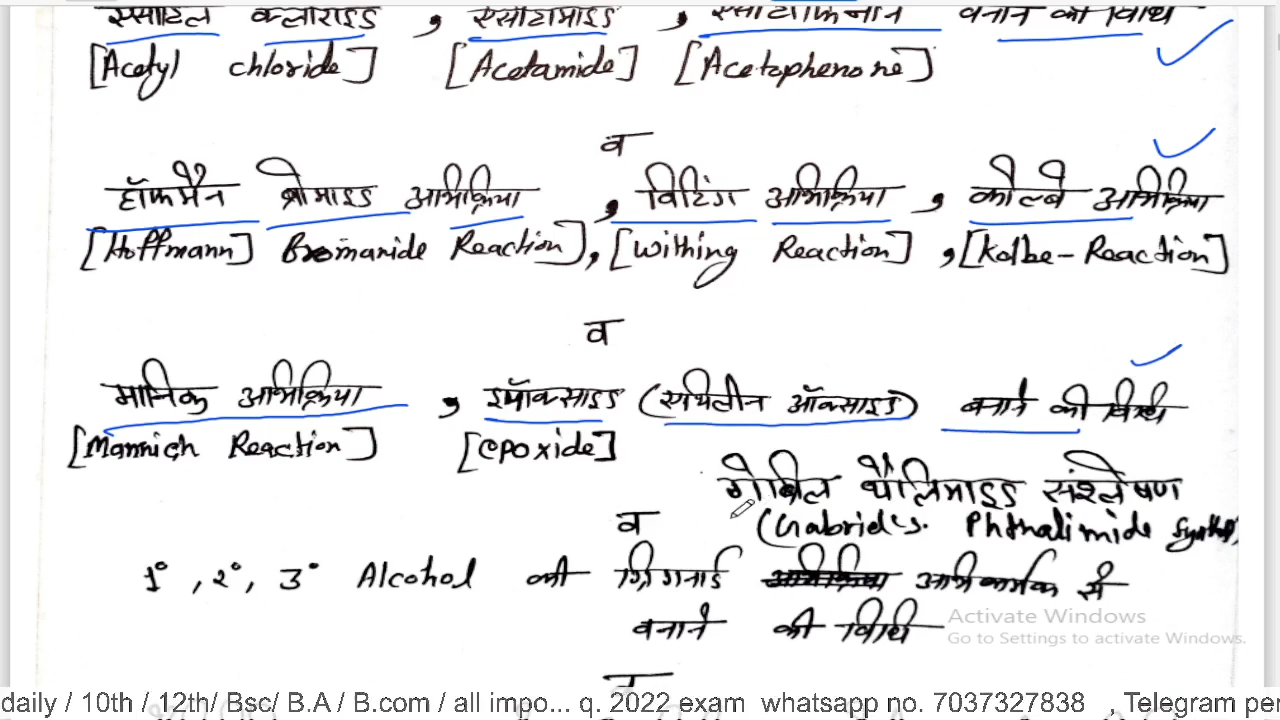 एसीटिल क्लोराइड , एसीटामाइड , एसीटोफिनोन बनाने की विधि
[Acetyl chloride] [Acetamide] [Acetophenone]
व
हॉफमैन ब्रोमाइड अभिक्रिया , विटिंग अभिक्रिया , कोल्बे अभिक्रिया
[Hoffmann] Bromamide Reaction], [Withing Reaction] , [Kolbe-Reaction]
व
मानिक अभिक्रिया , इपॉक्साइड (एथिलीन ऑक्साइड) बनाने की विधि
[Mannich Reaction] [epoxide]
गेब्रिल थैलिमाइड संश्लेषण
व (Gabriel's. Phthalimide
1°, 2°, 3° Alcohol की ग्रिगनार्ड अभिकर्मक से
बनाने की विधि
व
Activate Windows
Go to Settings to activate Windows.
daily / 10th / 12th/ Bsc/ B.A / B.com / all impo... q. 2022 exam whatsapp no. 7037327838 , Telegram per